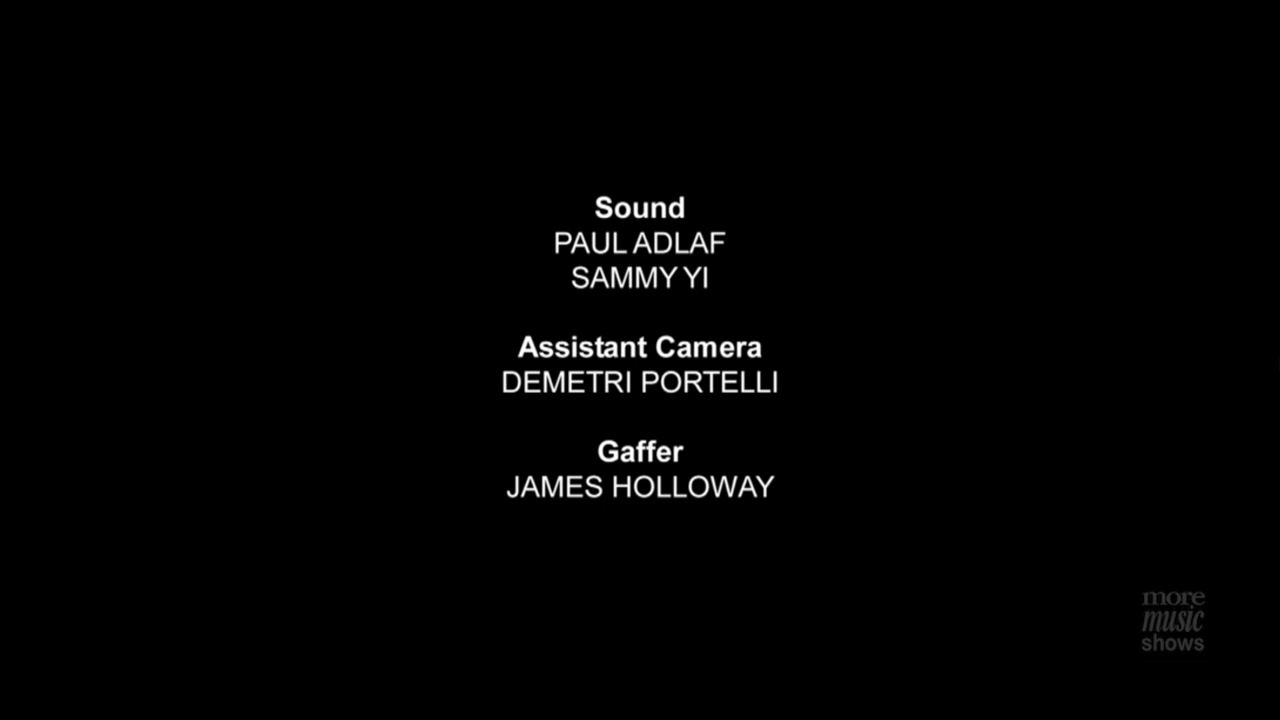 Sound
PAUL ADLAF
SAMMY YI
Assistant Camera
DEMETRI PORTELLI
Gaffer
JAMES HOLLOWAY
more
music
shows